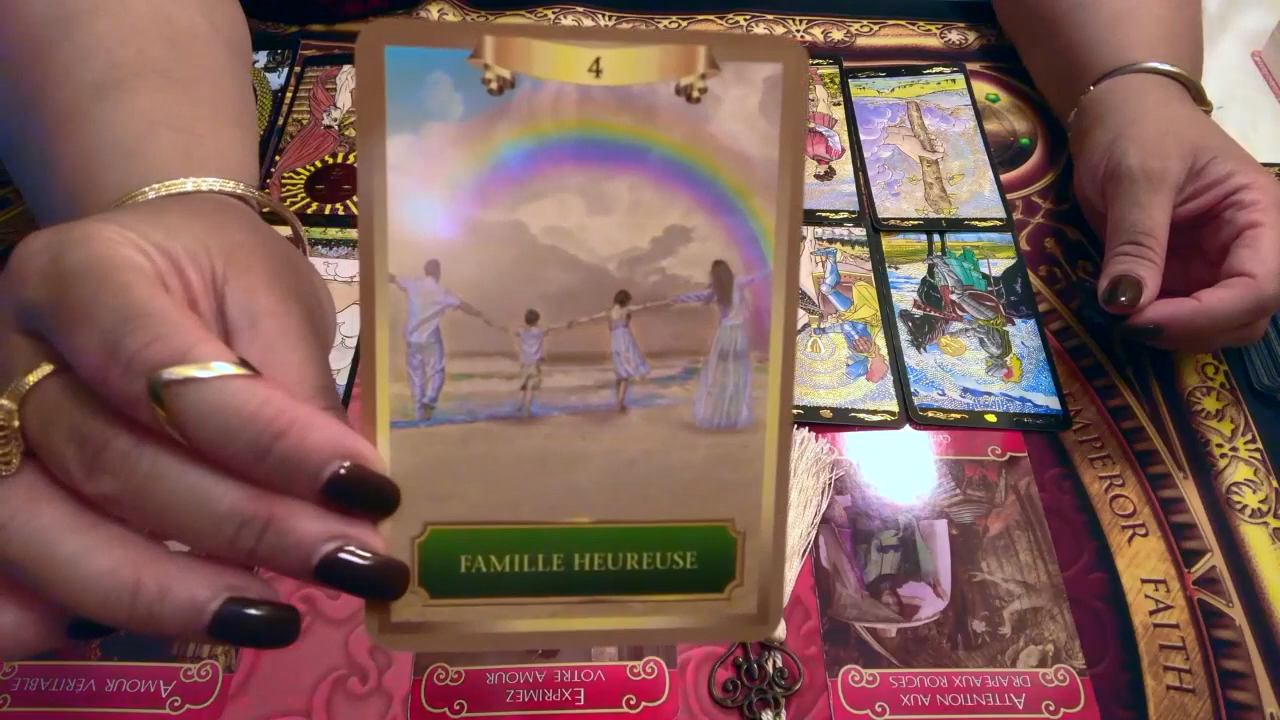 4
FAMILLE HEUREUSE
EMPEROR
FAITH
AMOUR VÉRITABLE
EXPRIMEZ
VOTRE AMOUR
ATTENTION AUX
DRAPEAUX ROUGES